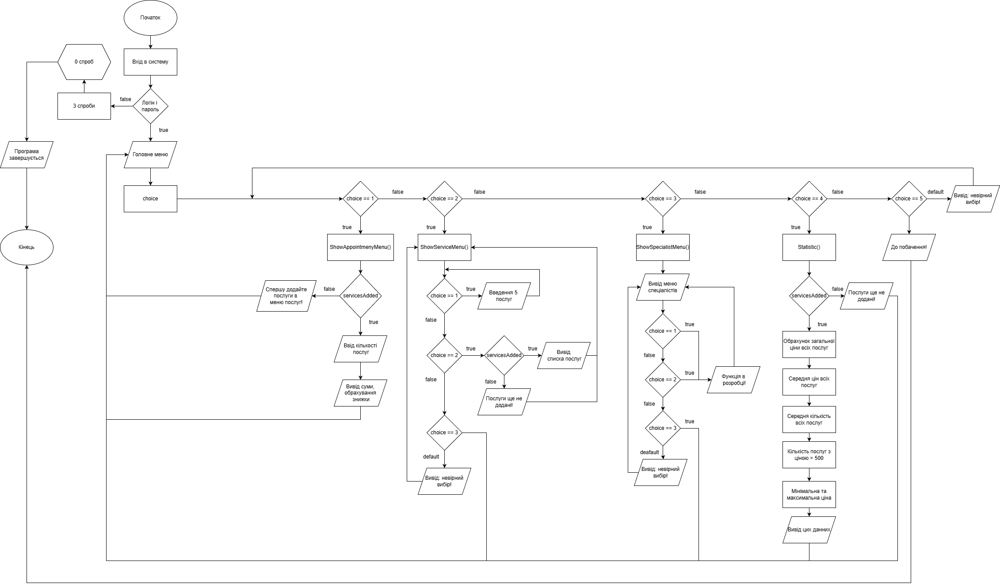 Початок
0 спроб
Вхід в систему
3 спроби
false
Логін і
пароль
true
Програма
завершується
Головне меню
choice
choice == 1
false
choice == 2
false
choice == 3
false
choice == 4
false
choice == 5
default
Вивід: невірний
вибір!
true
true
true
true
Кінець
ShowAppointmenyMenu()
ShowServiceMenu()
ShowSpecialistMenu()
Statistic()
До побачення!
Спершу додайте
послуги в
меню послуг!
false
servicesAdded
true
Ввід кількості
послуг
Вивід суми,
обрахування
знижки
choice == 1
true
Введення 5
послуг
false
choice == 2
true
servicesAdded
true
Вивід
списка послуг
false
false
Послуги ще не
додані!
choice == 3
default
Вивід: невірний
вибір!
Вивід меню
спеціалістів
choice == 1
true
false
choice == 2
true
Функція в
розробці!
false
choice == 3
true
deafault
Вивід: невірний
вибір!
servicesAdded
false
Послуги ще не
додані!
true
Обрахунок загальної
ціни всіх послуг
Середня цін всіх
послуг
Середня кількість
всіх послуг
Кількість послуг з
ціною > 500
Мінімальна та
максимальна ціна
Вивід цих данних